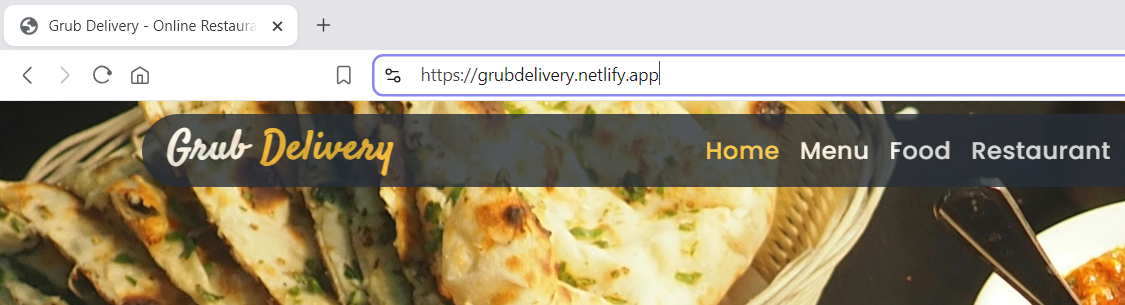 Grub Delivery - Online Restaura
https://grubdelivery.netlify.app
Grub Delivery Home Menu Food Restaurant